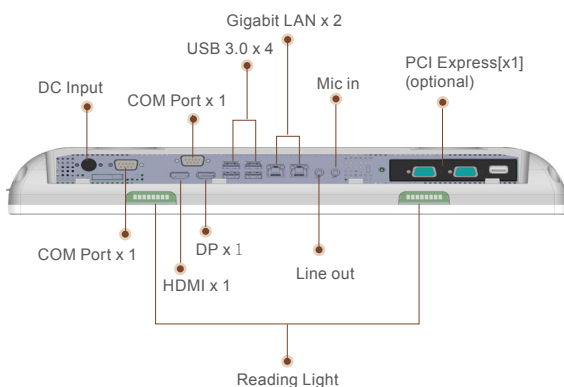 Gigabit LAN x 2
USB 3.0 x 4
PCI Express[x1]
(optional)
Mic in
DC Input
COM Port x 1
COM Port x 1
DP x 1
Line out
HDMI x 1
Reading Light